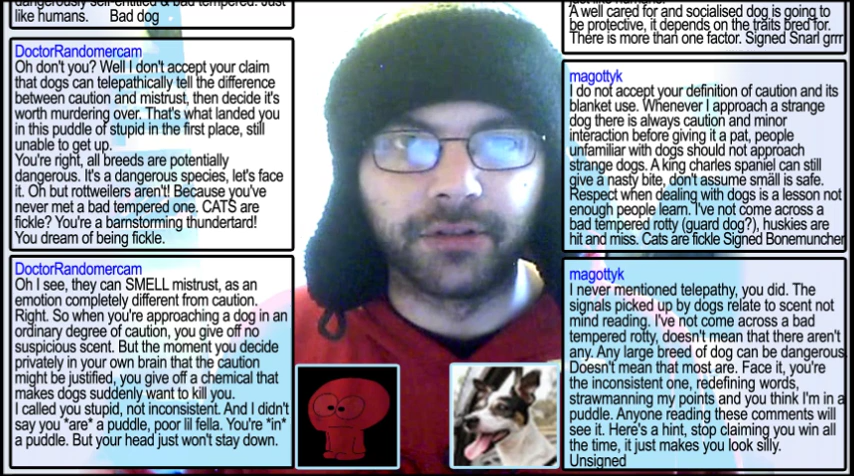 dangerously self-entitled & bad tempered. Just
like humans. Bad dog
DoctorRandomercam
Oh don't you? Well I don't accept your claim
that dogs can telepathically tell the difference
between caution and mistrust, then decide it's
worth murdering over. That's what landed you
in this puddle of stupid in the first place, still
unable to get up.
You're right, all breeds are potentially
dangerous. It's a dangerous species, let's face
it. Oh but rottweilers aren't! Because you've
never met a bad tempered one. CATS are
fickle? You're a barnstorming thundertard!
You dream of being fickle.
DoctorRandomercam
Oh I see, they can SMELL mistrust, as an
emotion completely different from caution.
Right. So when you're approaching a dog in an
ordinary degree of caution, you give off no
suspicious scent. But the moment you decide
privately in your own brain that the caution
might be justified, you give off a chemical that
makes dogs suddenly want to kill you.
I called you stupid, not inconsistent. And I didn't
say you *are* a puddle, poor lil fella. You're *in*
a puddle. But your head just won't stay down.
just like humans.
A well cared for and socialised dog is going to
be protective, it depends on the traits bred for.
There is more than one factor. Signed Snarl grrr
magottyk
I do not accept your definition of caution and its
blanket use. Whenever I approach a strange
dog there is always caution and minor
interaction before giving it a pat, people
unfamiliar with dogs should not approach
strange dogs. A king charles spaniel can still
give a nasty bite, don't assume small is safe.
Respect when dealing with dogs is a lesson not
enough people learn. I've not come across a
bad tempered rotty (guard dog?), huskies are
hit and miss. Cats are fickle Signed Bonemuncher
magottyk
I never mentioned telepathy, you did. The
signals picked up by dogs relate to scent not
mind reading. I've not come across a bad
tempered rotty, doesn't mean that there aren't
any. Any large breed of dog can be dangerous.
Doesn't mean that most are. Face it, you're
the inconsistent one, redefining words,
strawmanning my points and you think I'm in a
puddle. Anyone reading these comments will
see it. Here's a hint, stop claiming you win all
the time, it just makes you look silly.
Unsigned